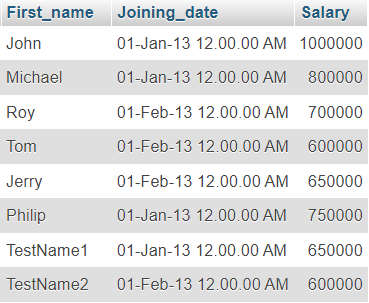 First_name Joining_date Salary
John 01-Jan-13 12.00.00 AM 1000000
Michael 01-Jan-13 12.00.00 AM 800000
Roy 01-Feb-13 12.00.00 AM 700000
Tom 01-Feb-13 12.00.00 AM 600000
Jerry 01-Feb-13 12.00.00 AM 650000
Philip 01-Jan-13 12.00.00 AM 750000
TestName1 01-Jan-13 12.00.00 AM 650000
TestName2 01-Feb-13 12.00.00 AM 600000